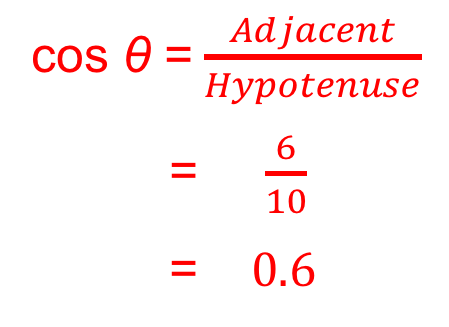 cos θ = Adjacent / Hypotenuse
= 6 / 10
= 0.6